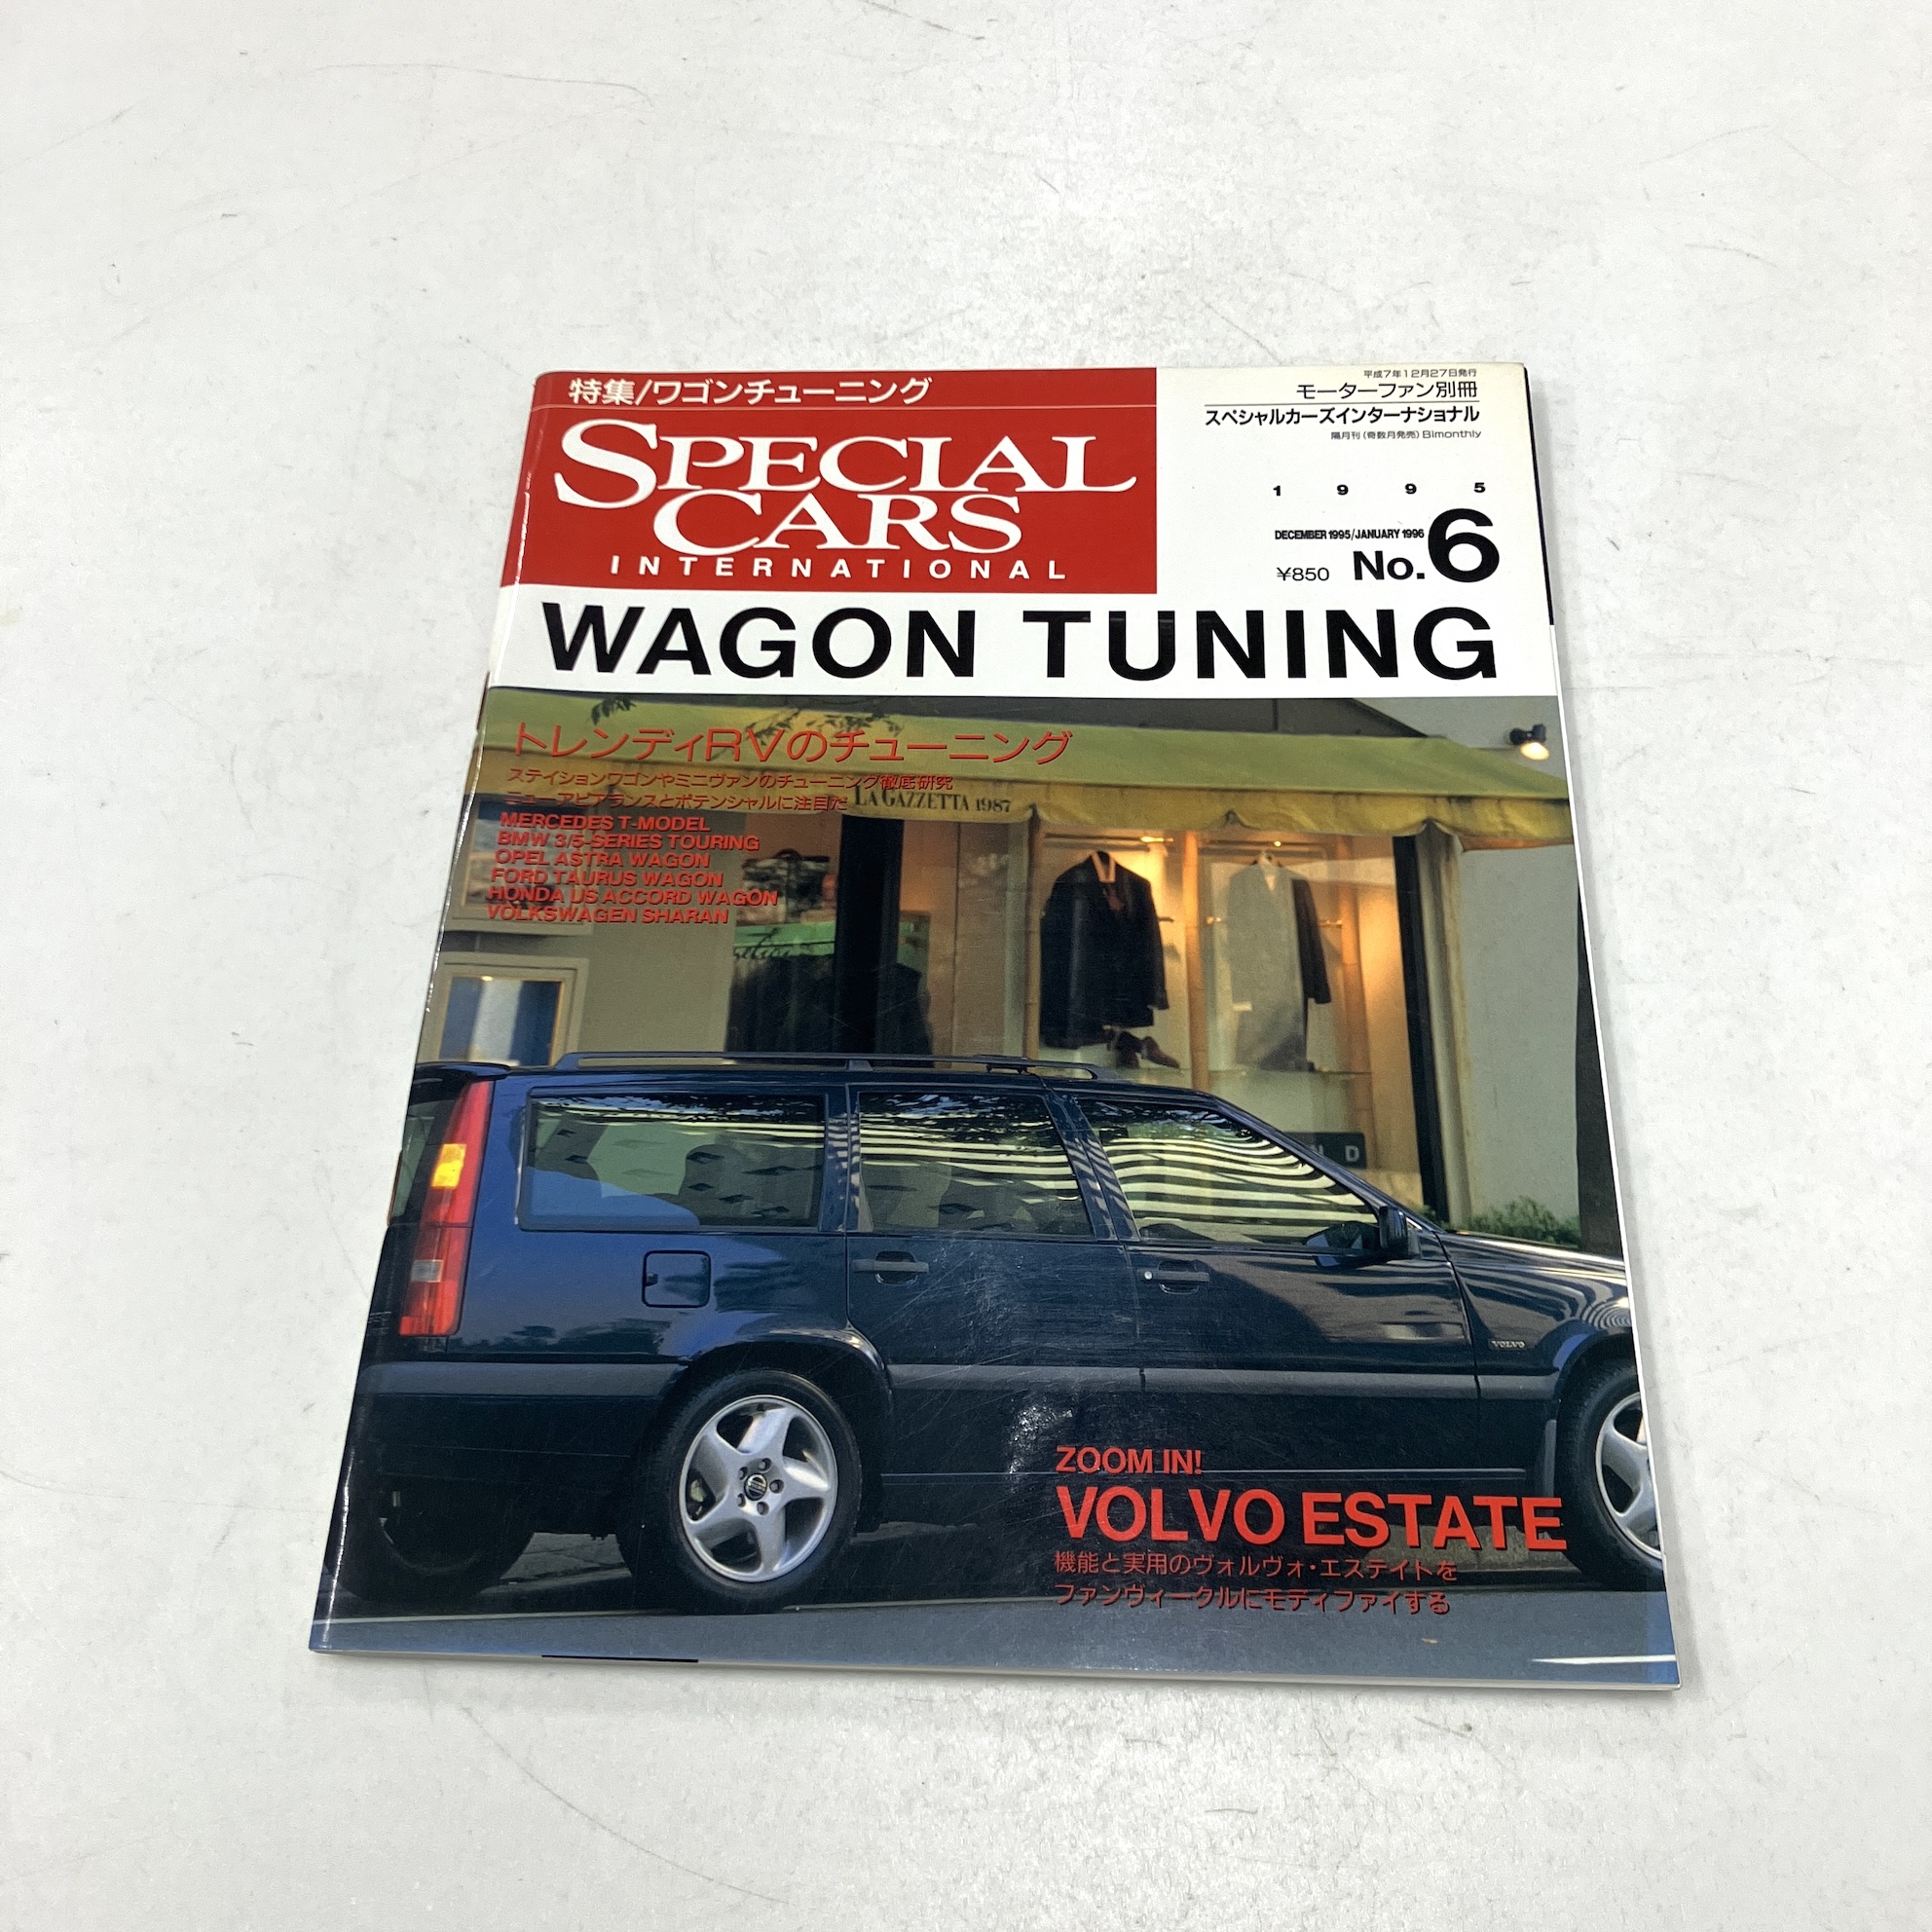 特集/ワゴンチューニング
SPECIAL
CARS
INTERNATIONAL
平成7年12月27日発行
モーターファン別冊
スペシャルカーズインターナショナル
隔月刊(奇数月発売)Bimonthly
1995
DECEMBER 1995/JANUARY 1996
¥850 No.6
WAGON TUNING
トレンディRVのチューニング
ステイションワゴンやミニヴァンのチューニング徹底研究
ニューアピアランスとポテンシャルに注目だ
LA GAZZETTA 1987
MERCEDES T-MODEL
BMW 3/5-SERIES TOURING
OPEL ASTRA WAGON
FORD TAURUS WAGON
HONDA US ACCORD WAGON
VOLKSWAGEN SHARAN
VOLVO
ZOOM IN!
VOLVO ESTATE
機能と実用のヴォルヴォ・エステイトを
ファンヴィークルにモディファイする